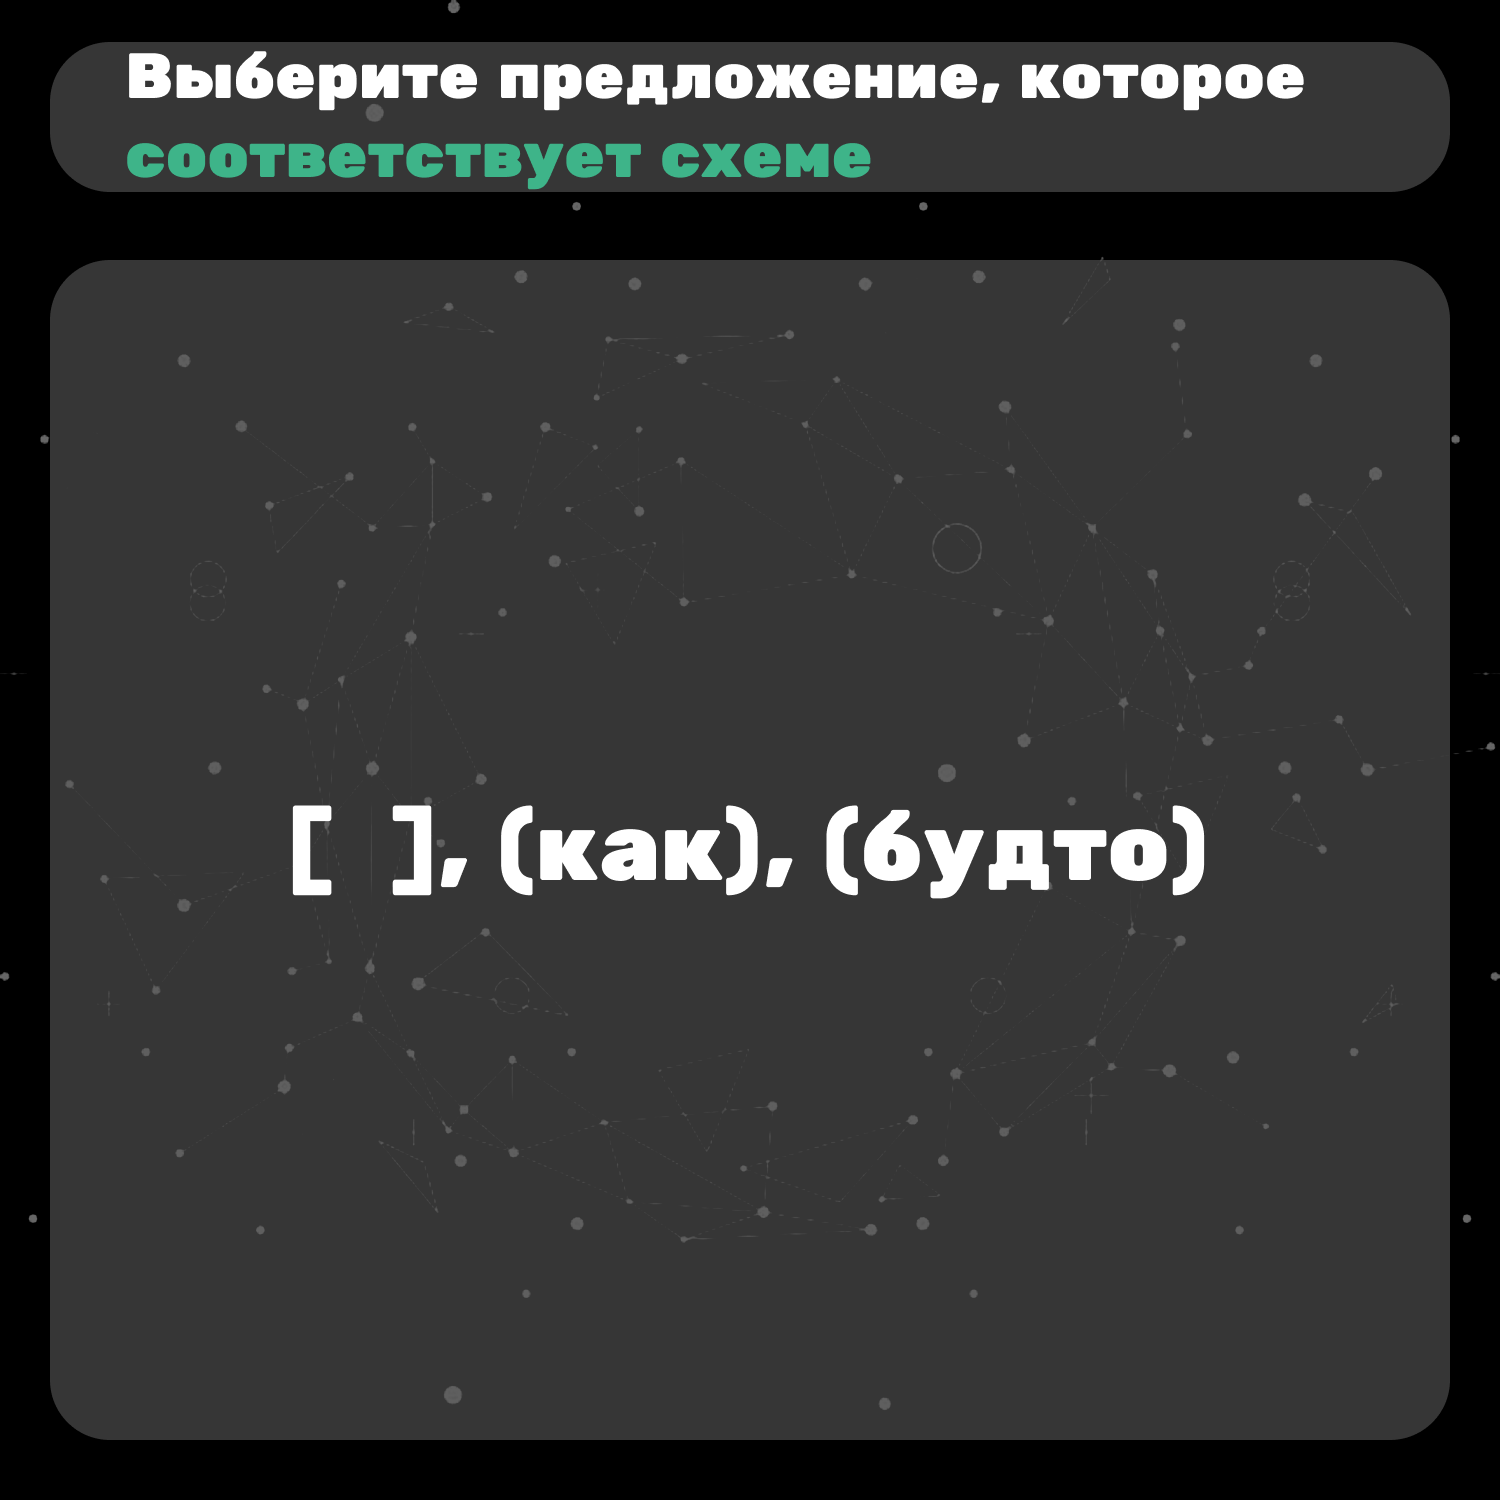 Выберите предложение, которое
соответствует схеме
[ ], (как), (будто)